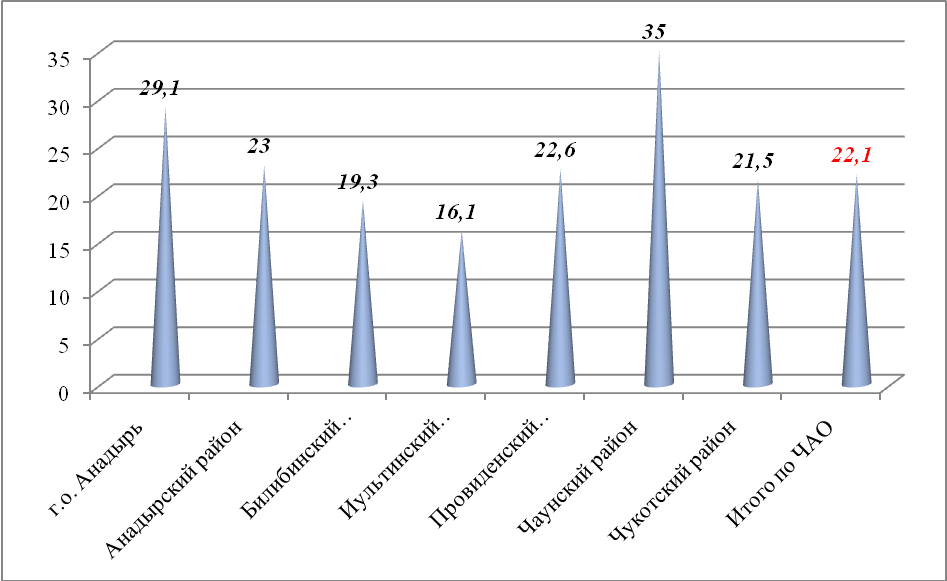 35
30
25
20
15
10
5
0
29,1
23
19,3
16,1
22,6
35
21,5
22,1
г.о. Анадырь
Анадырский район
Билибинский..
Иультинский..
Провиденский..
Чаунский район
Чукотский район
Итого по ЧАО